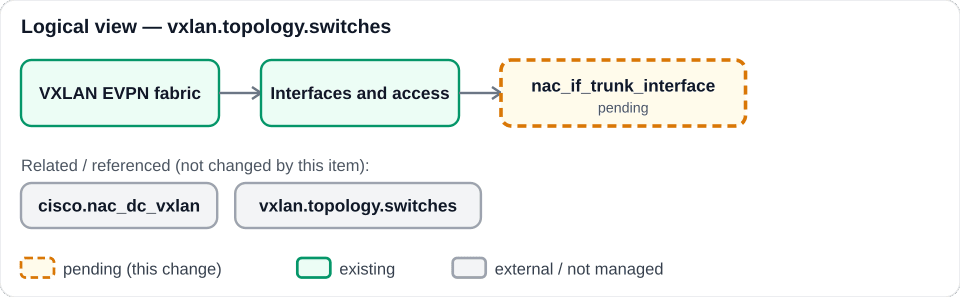 Logical view — vxlan.topology.switches
VXLAN EVPN fabric
Interfaces and access
nac_if_trunk_interface
pending
Related / referenced (not changed by this item):
cisco.nac_dc_vxlan
vxlan.topology.switches
pending (this change)
existing
external / not managed